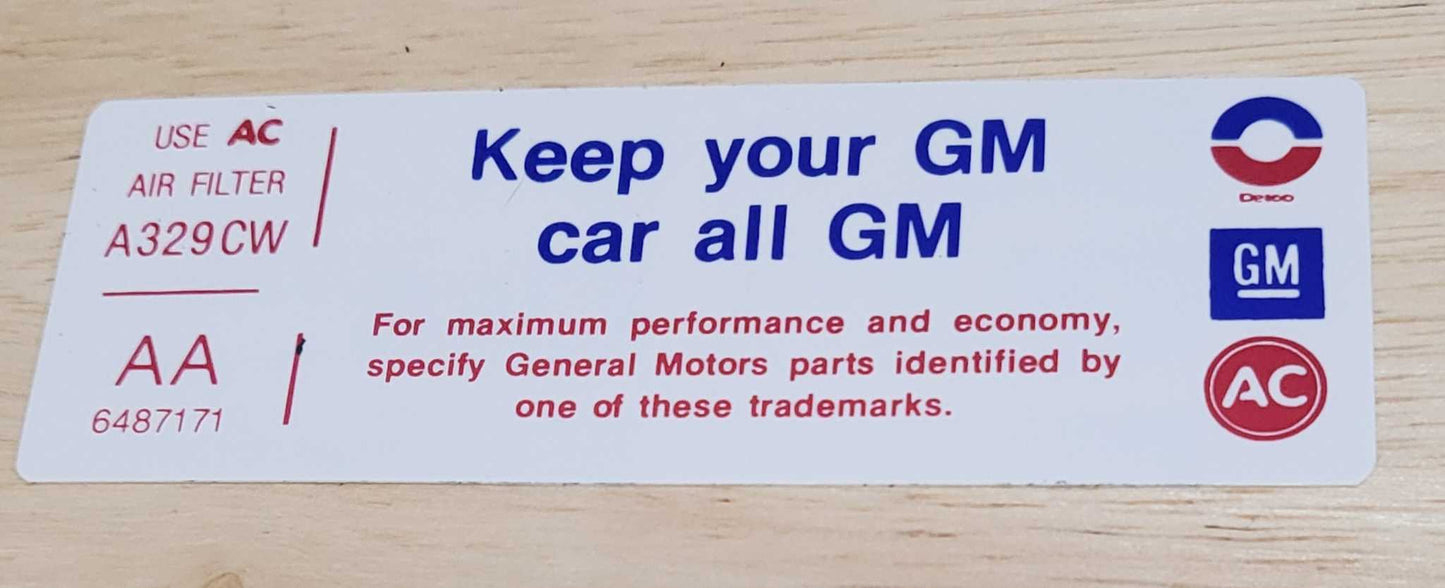 USE AC
AIR FILTER
A329CW
AA
6487171
Keep your GM
car all GM
For maximum performance and economy,
specify General Motors parts identified by
one of these trademarks.
Delco
GM
AC